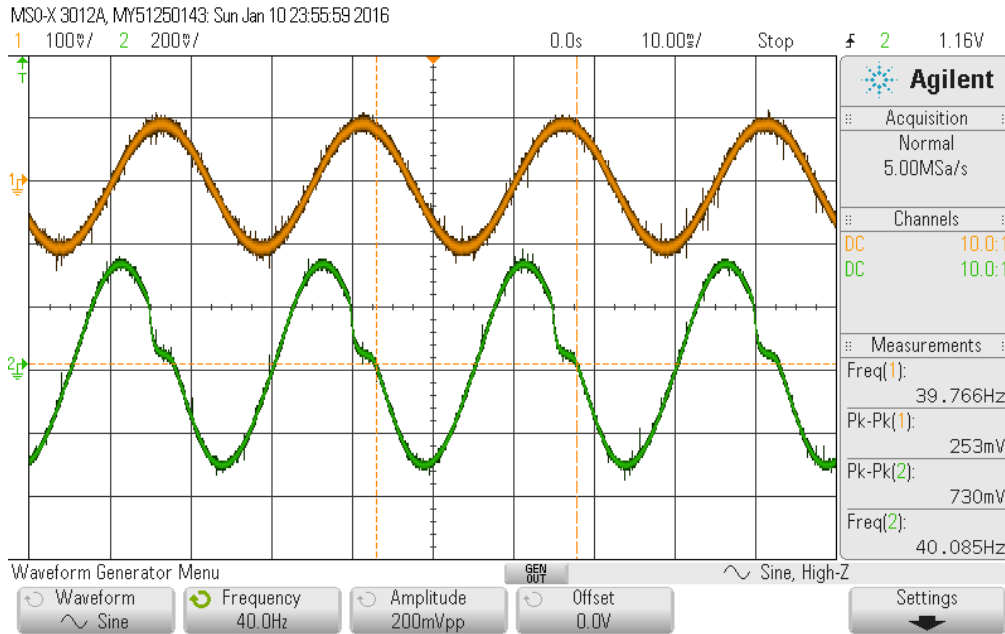 MSO-X 3012A, MY51250143: Sun Jan 10 23:55:59 2016
1 100mV/ 2 200mV/ 0.0s 10.00ms/ Stop 2 1.16V
T
Agilent
Acquisition
Normal
5.00MSa/s
Channels
DC 10.0:1
DC 10.0:1
1
2
Measurements
Freq(1):
39.766Hz
Pk-Pk(1):
253mV
Pk-Pk(2):
730mV
Freq(2):
40.085Hz
Waveform Generator Menu GEN OUT Sine, High-Z
Waveform Frequency Amplitude Offset Settings
Sine 40.0Hz 200mVpp 0.0V